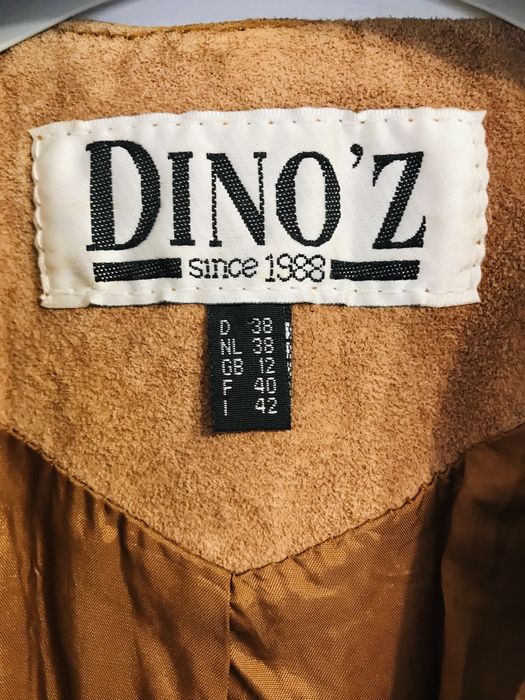 DINO'Z
since 1988
D 38
NL 38
GB 12
F 40
I 42